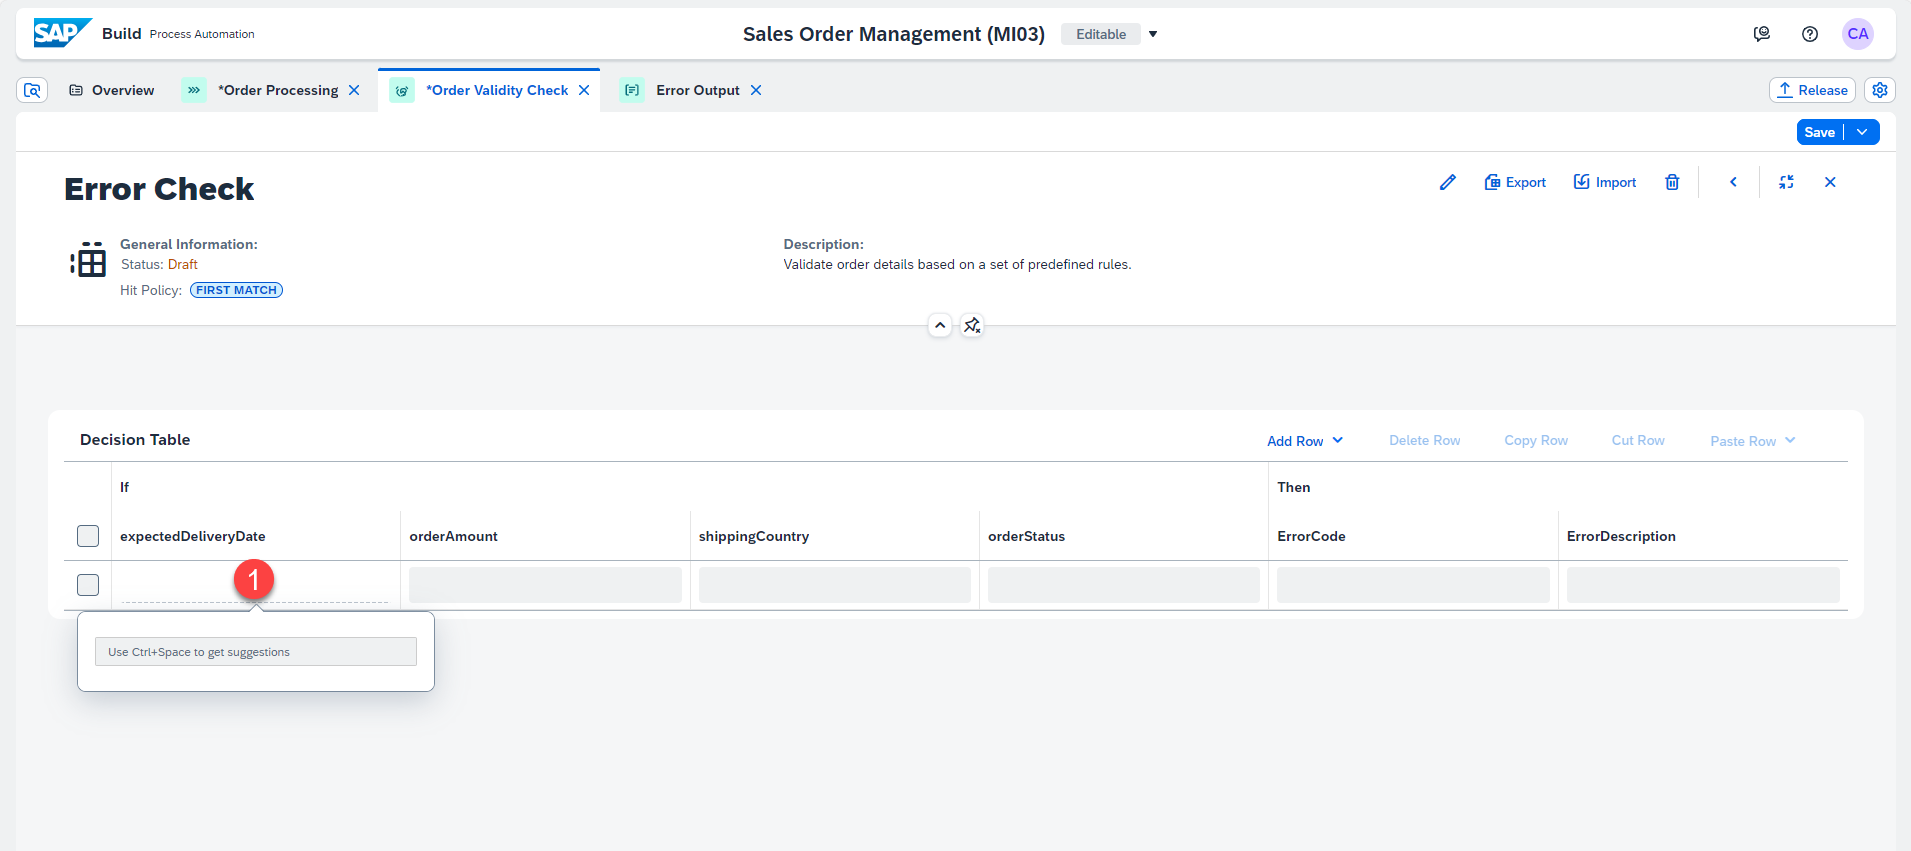 SAP Build Process Automation
Sales Order Management (MI03) Editable
CA
Overview
*Order Processing
*Order Validity Check
Error Output
Release
Save
Error Check
Export
Import
General Information:
Status: Draft
Hit Policy: FIRST MATCH
Description:
Validate order details based on a set of predefined rules.
Decision Table
Add Row
Delete Row
Copy Row
Cut Row
Paste Row
If
Then
expectedDeliveryDate
orderAmount
shippingCountry
orderStatus
ErrorCode
ErrorDescription
1
Use Ctrl+Space to get suggestions